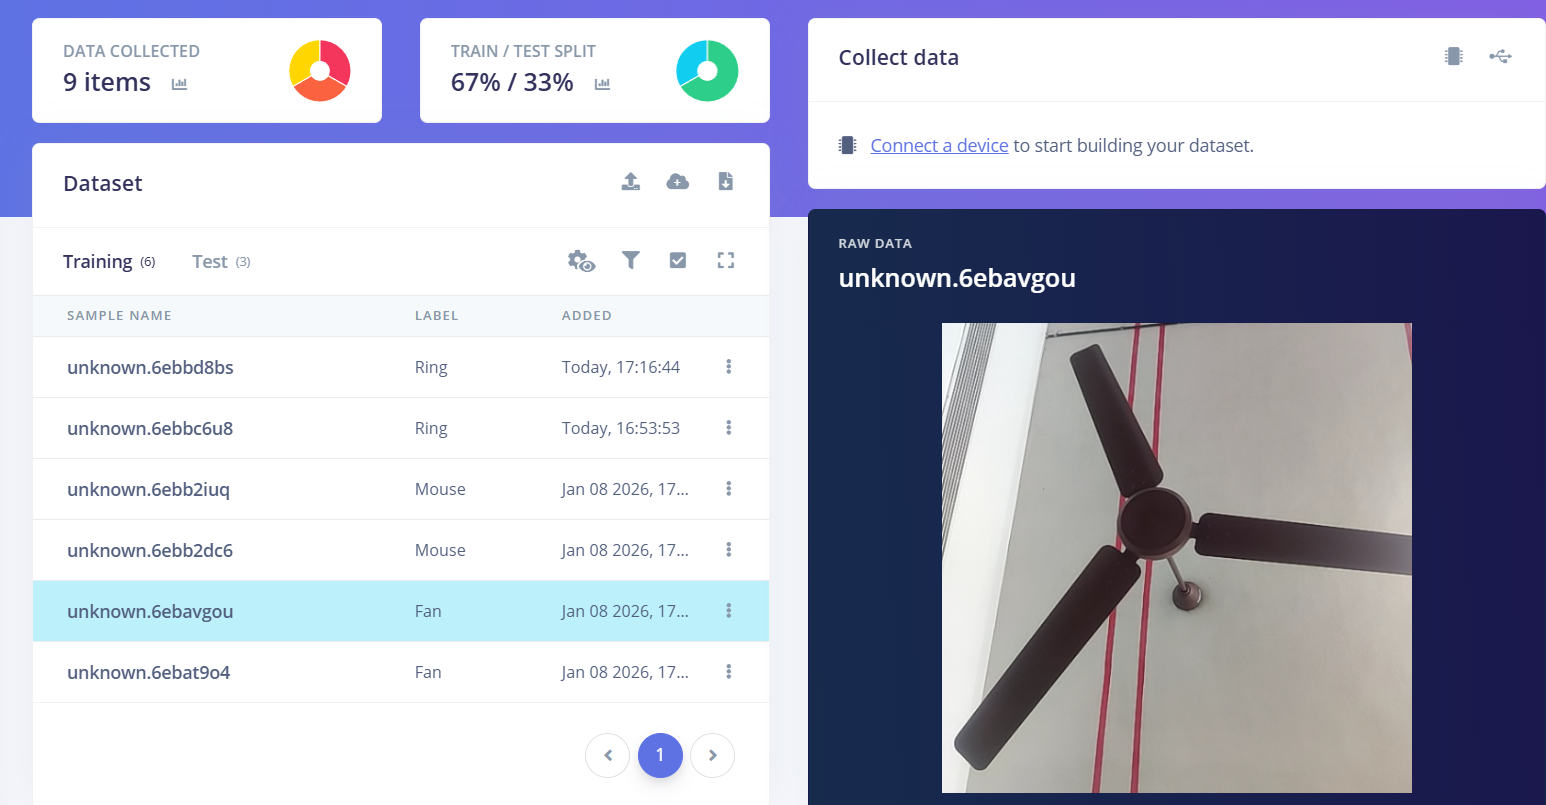 DATA COLLECTED
9 items
TRAIN / TEST SPLIT
67% / 33%
Collect data
Connect a device to start building your dataset.
Dataset
Training (6) Test (3)
SAMPLE NAME LABEL ADDED
unknown.6ebbd8bs Ring Today, 17:16:44
unknown.6ebbc6u8 Ring Today, 16:53:53
unknown.6ebb2iuq Mouse Jan 08 2026, 17...
unknown.6ebb2dc6 Mouse Jan 08 2026, 17...
unknown.6ebavgou Fan Jan 08 2026, 17...
unknown.6ebat9o4 Fan Jan 08 2026, 17...
1
RAW DATA
unknown.6ebavgou